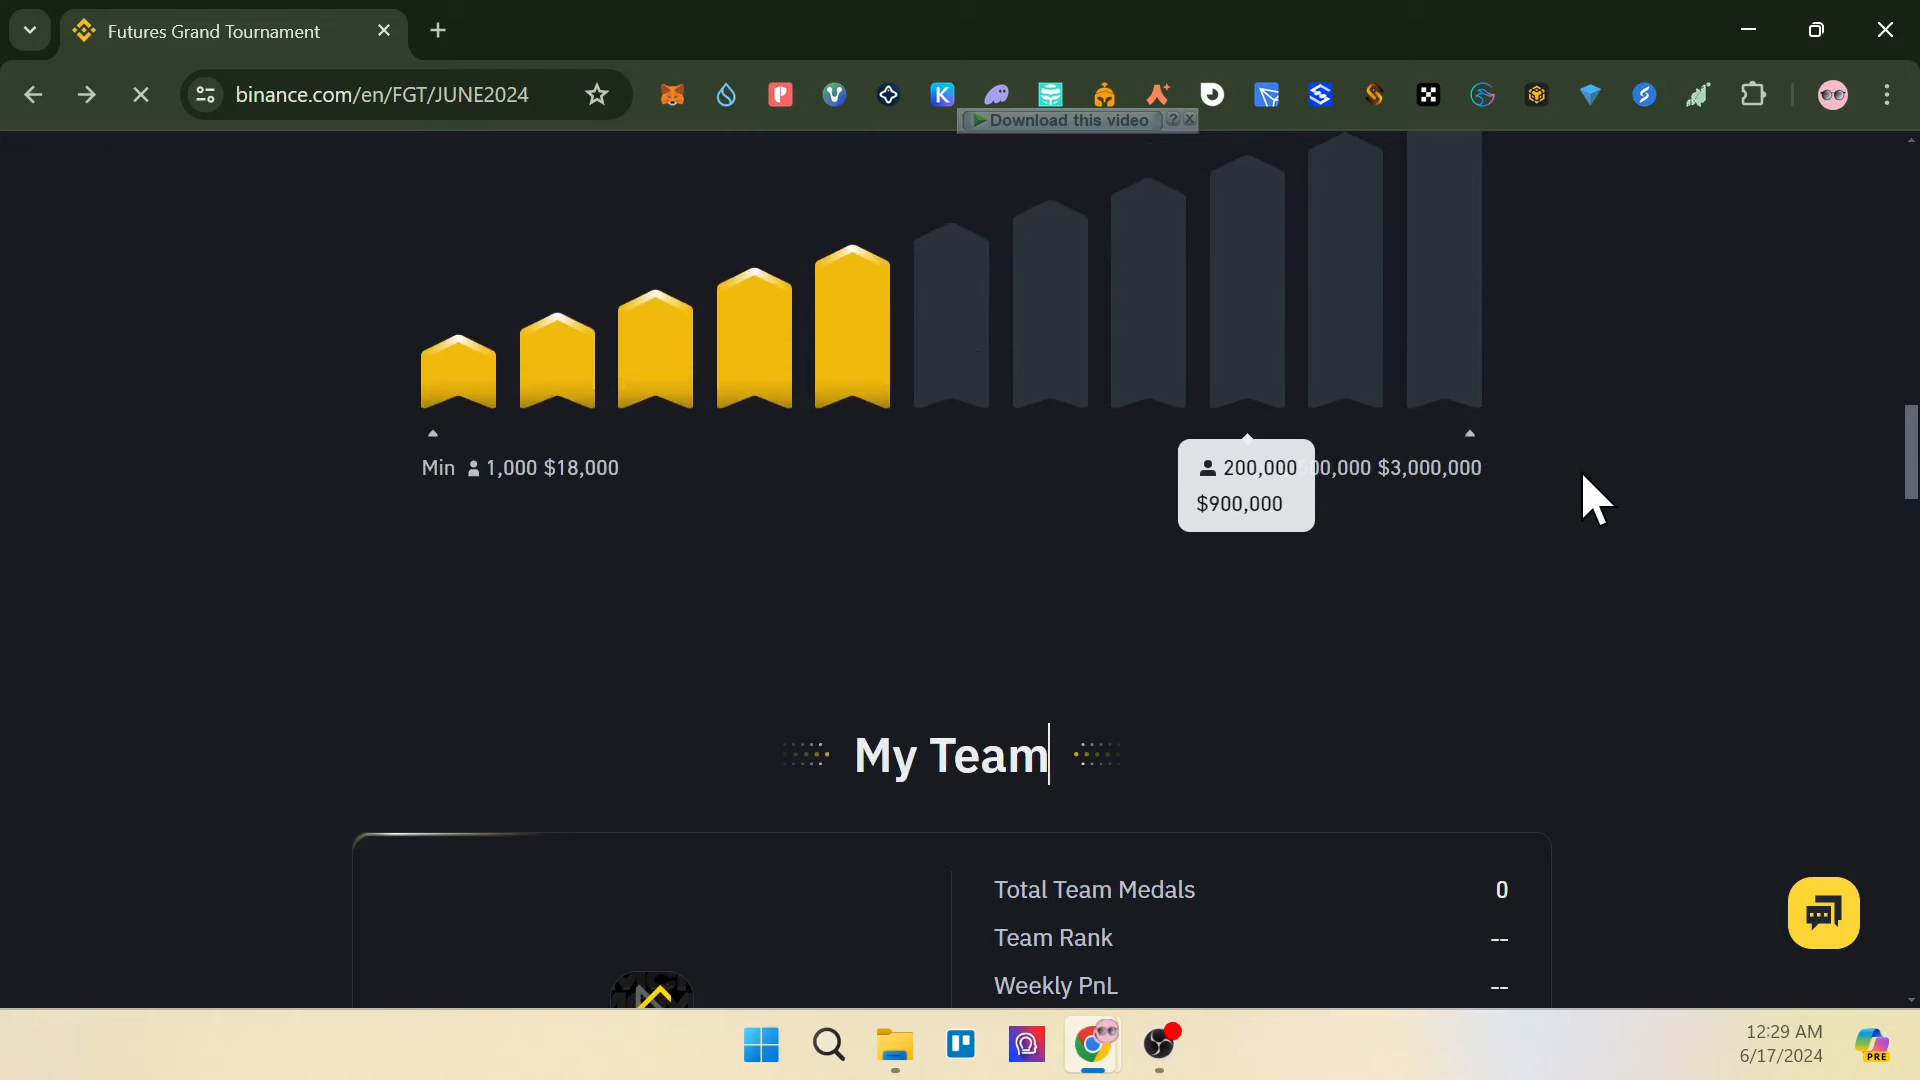 Futures Grand Tournament
binance.com/en/FGT/JUNE2024
Download this video
Min 1,000 $18,000
200,000
00,000 $3,000,000
$900,000
My Team
Total Team Medals 0
Team Rank --
Weekly PnL --
12:29 AM
6/17/2024
PRE